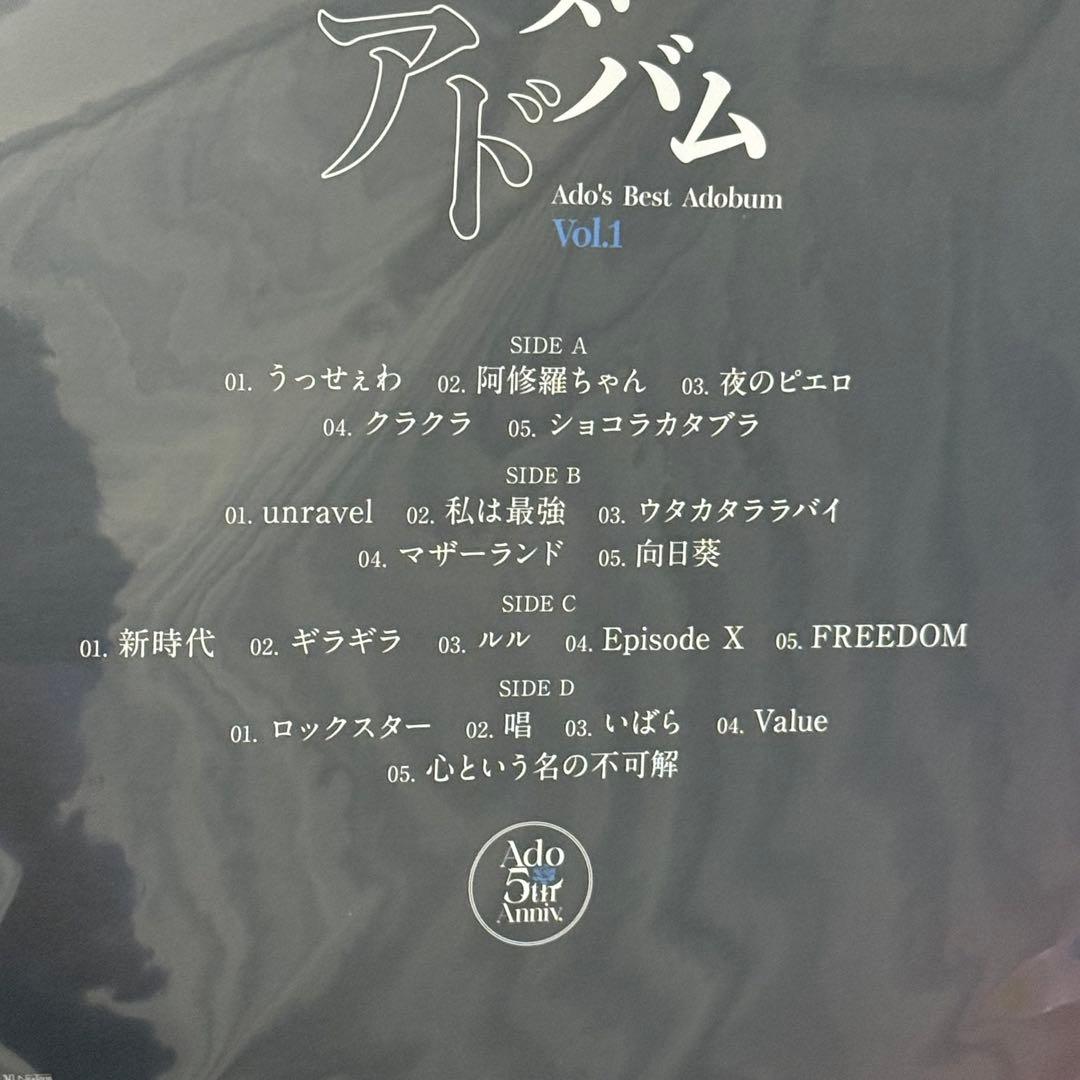 アド
バム
Ado's Best Adobum
Vol.1
SIDE A
01. うっせぇわ 02. 阿修羅ちゃん 03. 夜のピエロ
04. クラクラ 05. ショコラカタブラ
SIDE B
01. unravel 02. 私は最強 03. ウタカタララバイ
04. マザーランド 05. 向日葵
SIDE C
01. 新時代 02. ギラギラ 03. ルル 04. Episode X 05. FREEDOM
SIDE D
01. ロックスター 02. 唱 03. いばら 04. Value
05. 心という名の不可解
Ado
5th
Anniv.